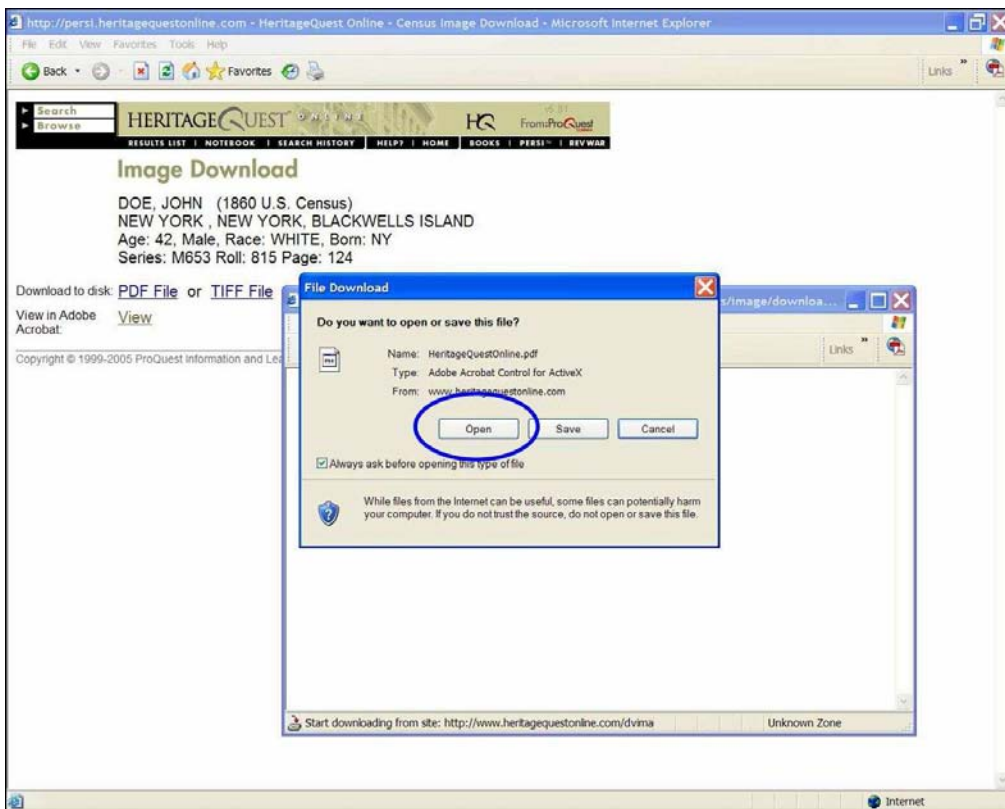 http://persi.heritagequestonline.com - HeritageQuest Online - Census Image Download - Microsoft Internet Explorer
File Edit View Favorites Tools Help
Back Favorites Links »
Search
Browse
HERITAGEQUEST ONLINE HQ From:ProQuest
RESULTS LIST | NOTEBOOK | SEARCH HISTORY | HELP? | HOME | BOOKS | PERSI™ | REVWAR
Image Download
DOE, JOHN (1860 U.S. Census)
NEW YORK , NEW YORK, BLACKWELLS ISLAND
Age: 42, Male, Race: WHITE, Born: NY
Series: M653 Roll: 815 Page: 124
Download to disk: PDF File or TIFF File
View in Adobe Acrobat: View
Copyright © 1999-2005 ProQuest Information and Lea
s/image/downloa...
Links »
File Download
Do you want to open or save this file?
Name: HeritageQuestOnline.pdf
Type: Adobe Acrobat Control for ActiveX
From: www.heritagequestonline.com
Open Save Cancel
Always ask before opening this type of file
While files from the Internet can be useful, some files can potentially harm
your computer. If you do not trust the source, do not open or save this file.
Start downloading from site: http://www.heritagequestonline.com/dvima Unknown Zone
Internet